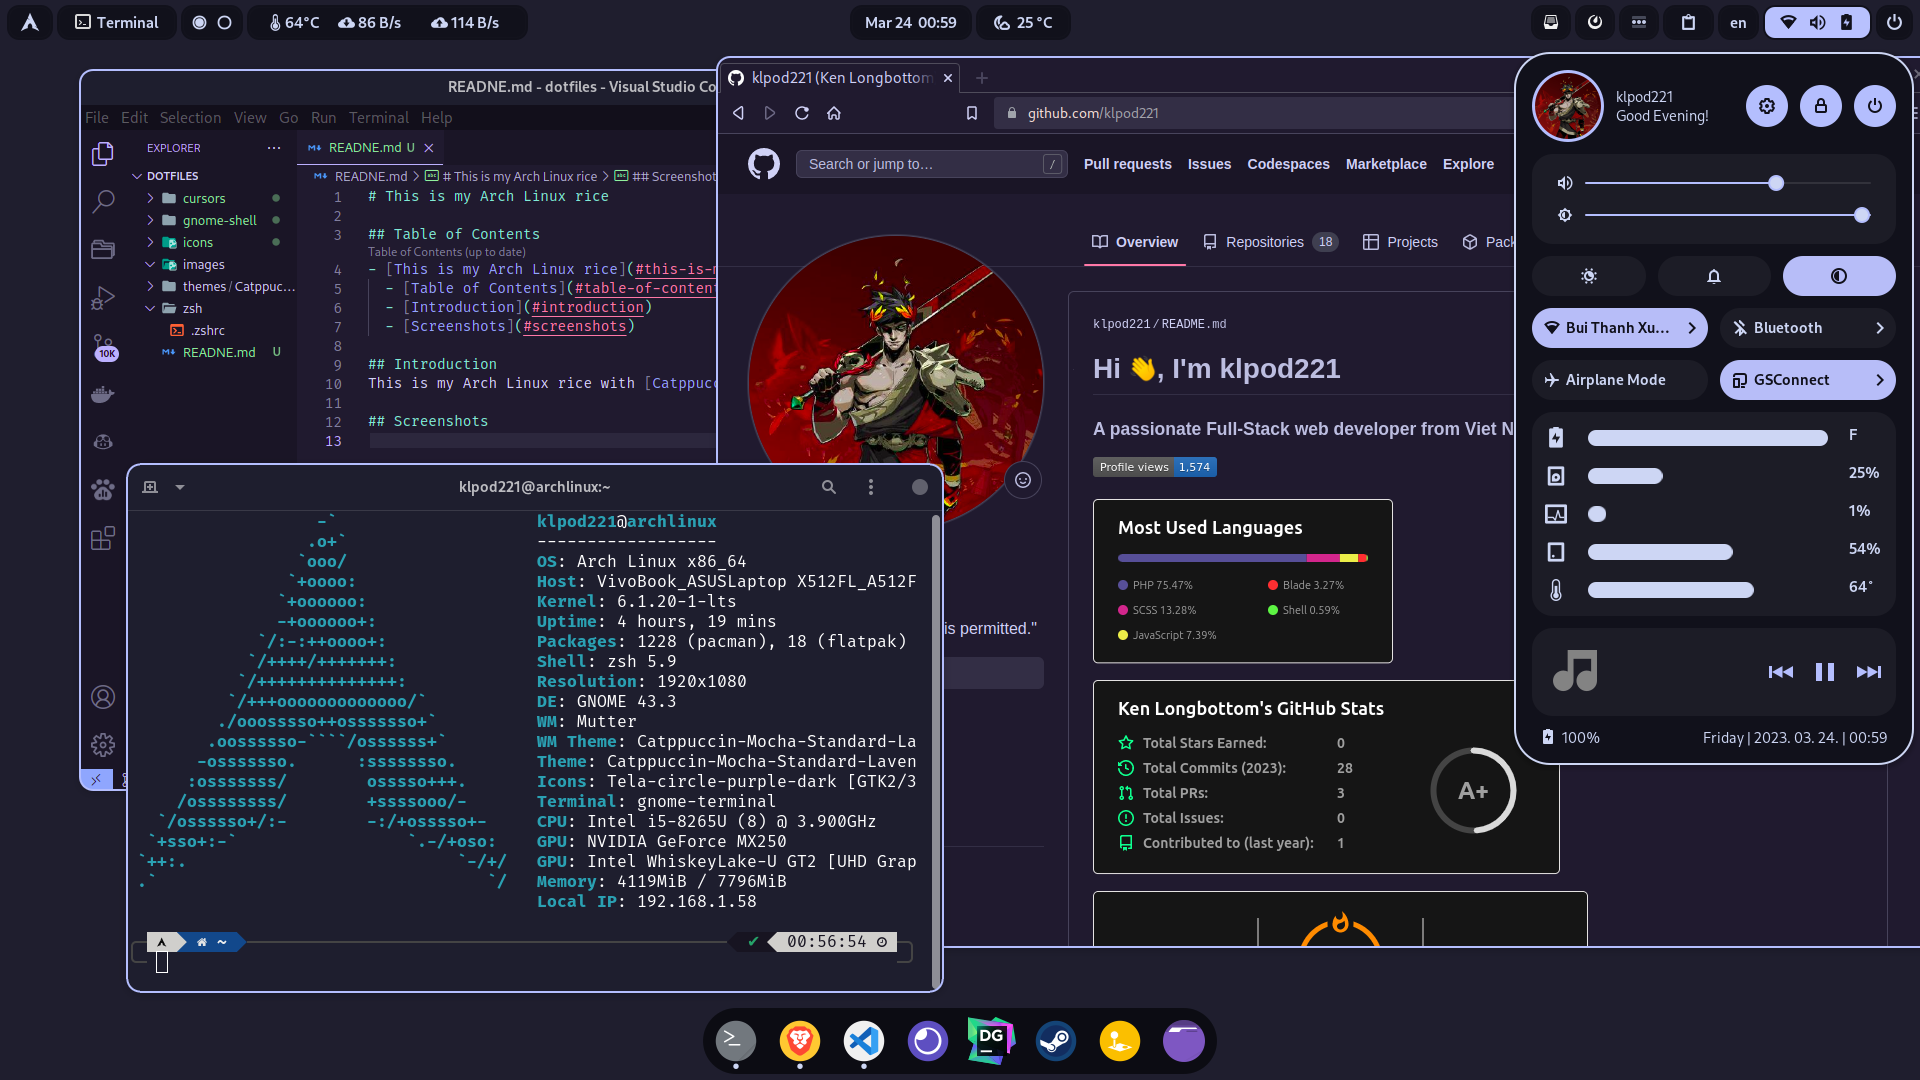 Terminal
64°C
86 B/s
114 B/s
Mar 24 00:59
25 °C
en
READNE.md - dotfiles - Visual Studio Co
File Edit Selection View Go Run Terminal Help
EXPLORER
DOTFILES
cursors
gnome-shell
icons
images
themes / Catppuc...
zsh
.zshrc
READNE.md U
10K
READNE.md U
READNE.md > # This is my Arch Linux rice > ## Screenshot
1 # This is my Arch Linux rice
2
3 ## Table of Contents
Table of Contents (up to date)
4 - [This is my Arch Linux rice](#this-is-
5 - [Table of Contents](#table-of-conten
6 - [Introduction](#introduction)
7 - [Screenshots](#screenshots)
8
9 ## Introduction
10 This is my Arch Linux rice with [Catppuc
11
12 ## Screenshots
13
klpod221 (Ken Longbottom
github.com/klpod221
Search or jump to...
/
Pull requests Issues Codespaces Marketplace Explore
Overview
Repositories 18
Projects
Pack
klpod221 / README.md
Hi 👋, I'm klpod221
A passionate Full-Stack web developer from Viet N
Profile views 1,574
Most Used Languages
PHP 75.47%
Blade 3.27%
SCSS 13.28%
Shell 0.59%
JavaScript 7.39%
is permitted."
Ken Longbottom's GitHub Stats
Total Stars Earned: 0
Total Commits (2023): 28
Total PRs: 3
Total Issues: 0
Contributed to (last year): 1
A+
klpod221@archlinux:~
klpod221@archlinux
------------------
OS: Arch Linux x86_64
Host: VivoBook_ASUSLaptop X512FL_A512F
Kernel: 6.1.20-1-lts
Uptime: 4 hours, 19 mins
Packages: 1228 (pacman), 18 (flatpak)
Shell: zsh 5.9
Resolution: 1920x1080
DE: GNOME 43.3
WM: Mutter
WM Theme: Catppuccin-Mocha-Standard-La
Theme: Catppuccin-Mocha-Standard-Laven
Icons: Tela-circle-purple-dark [GTK2/3
Terminal: gnome-terminal
CPU: Intel i5-8265U (8) @ 3.900GHz
GPU: NVIDIA GeForce MX250
GPU: Intel WhiskeyLake-U GT2 [UHD Grap
Memory: 4119MiB / 7796MiB
Local IP: 192.168.1.58
~
✔ 00:56:54
klpod221
Good Evening!
Bui Thanh Xu...
Bluetooth
Airplane Mode
GSConnect
F
25%
1%
54%
64°
100%
Friday | 2023. 03. 24. | 00:59
DG